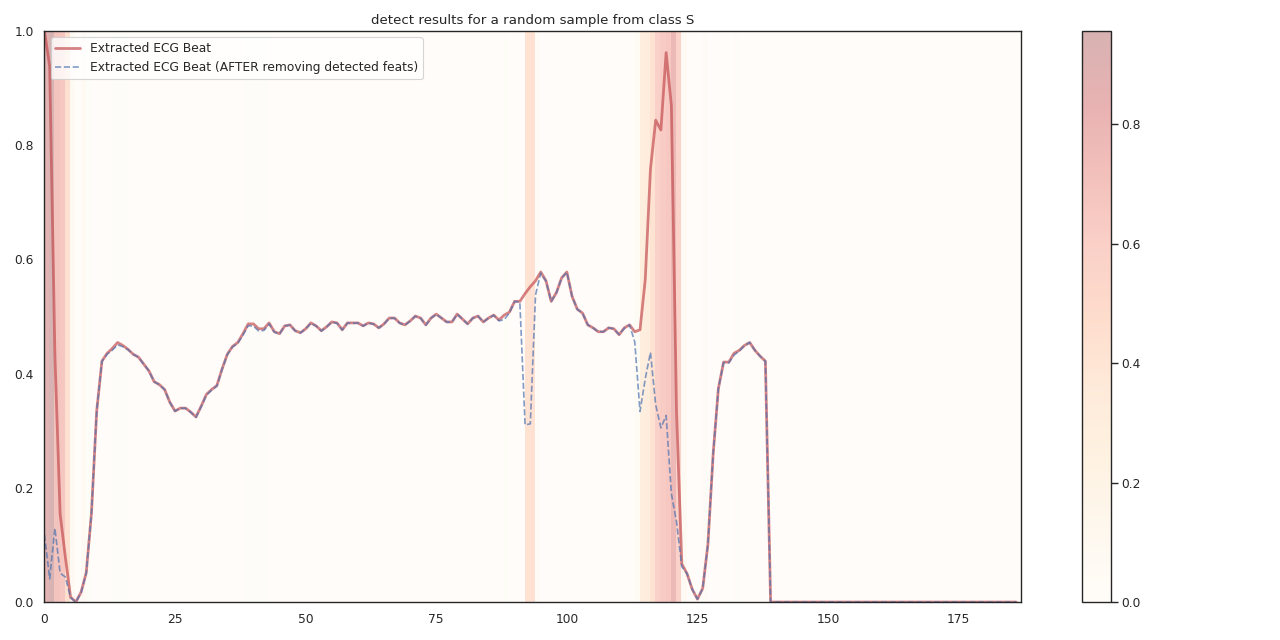 detect results for a random sample from class S
Extracted ECG Beat
Extracted ECG Beat (AFTER removing detected feats)
1.0
0.8
0.6
0.4
0.2
0.0
0 25 50 75 100 125 150 175
0.8
0.6
0.4
0.2
0.0